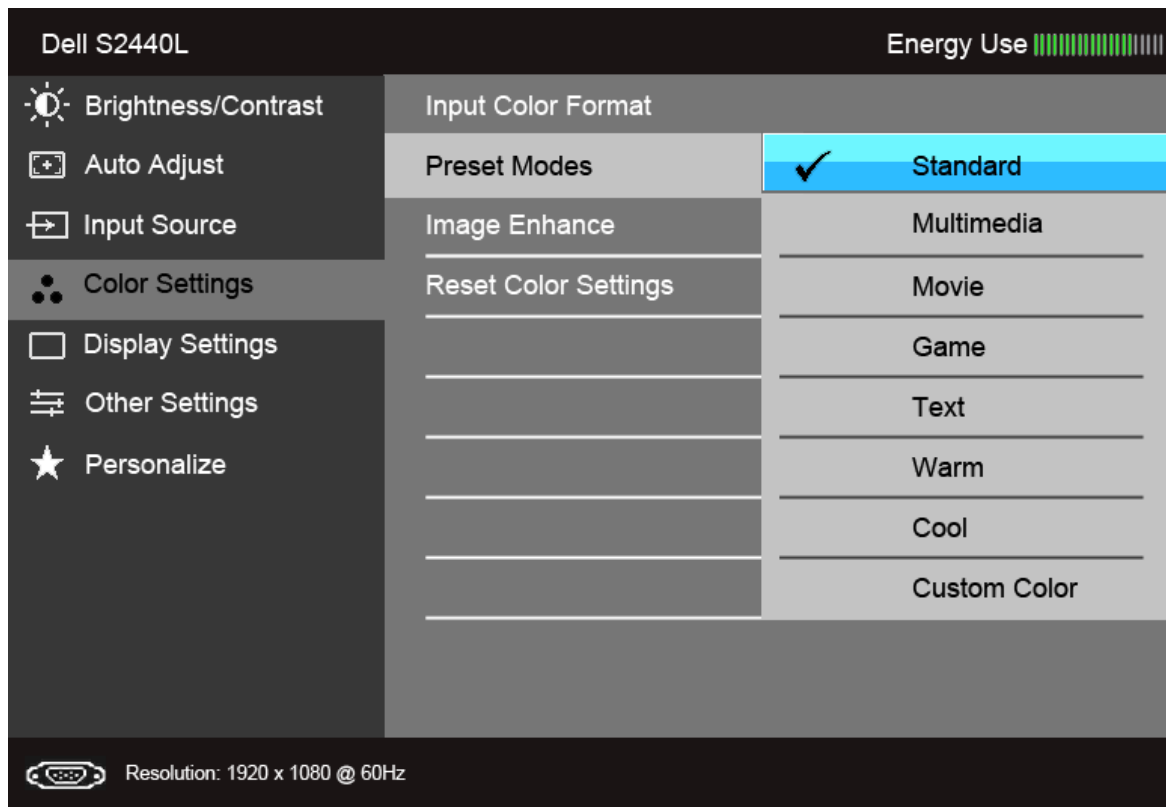 Dell S2440L
Energy Use
Brightness/Contrast
Auto Adjust
Input Source
Color Settings
Display Settings
Other Settings
Personalize
Input Color Format
Preset Modes
Image Enhance
Reset Color Settings
Standard
Multimedia
Movie
Game
Text
Warm
Cool
Custom Color
Resolution: 1920 x 1080 @ 60Hz